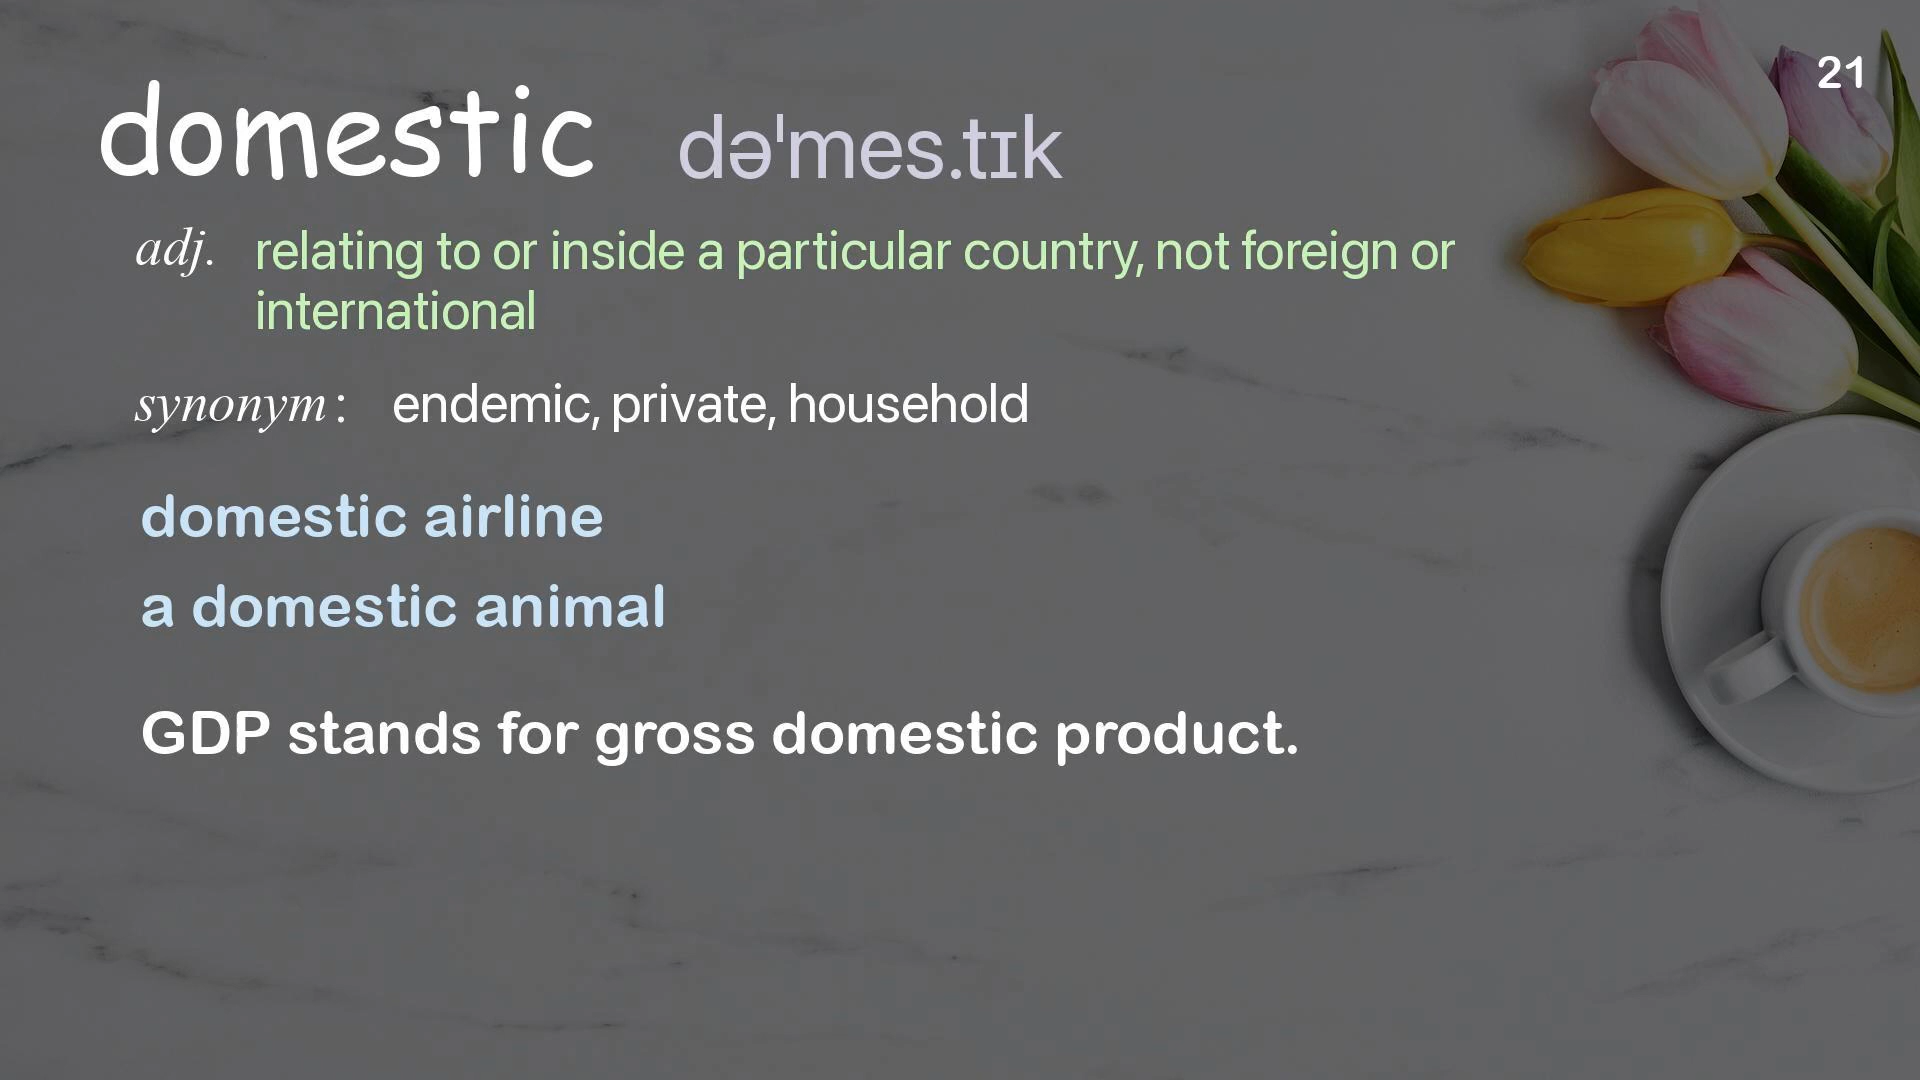 21
domestic dəˈmes.tɪk
adj. relating to or inside a particular country, not foreign or
international
synonym: endemic, private, household
domestic airline
a domestic animal
GDP stands for gross domestic product.